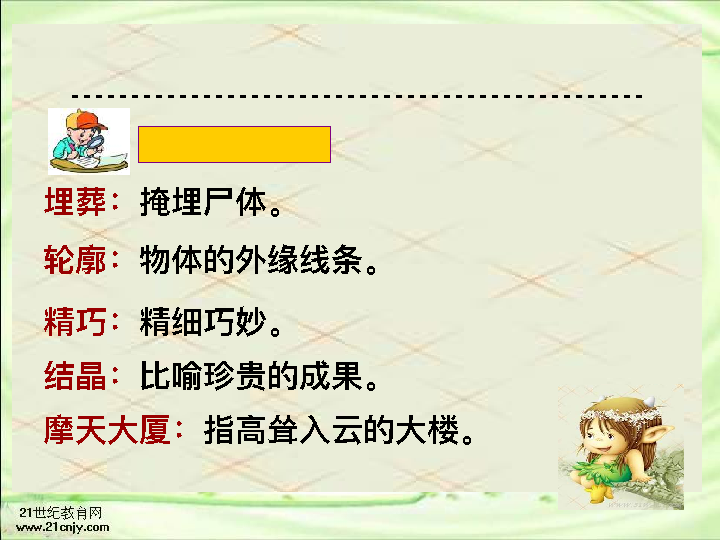 埋葬：掩埋尸体。
轮廓：物体的外缘线条。
精巧：精细巧妙。
结晶：比喻珍贵的成果。
摩天大厦：指高耸入云的大楼。
21世纪教育网
www.21cnjy.com